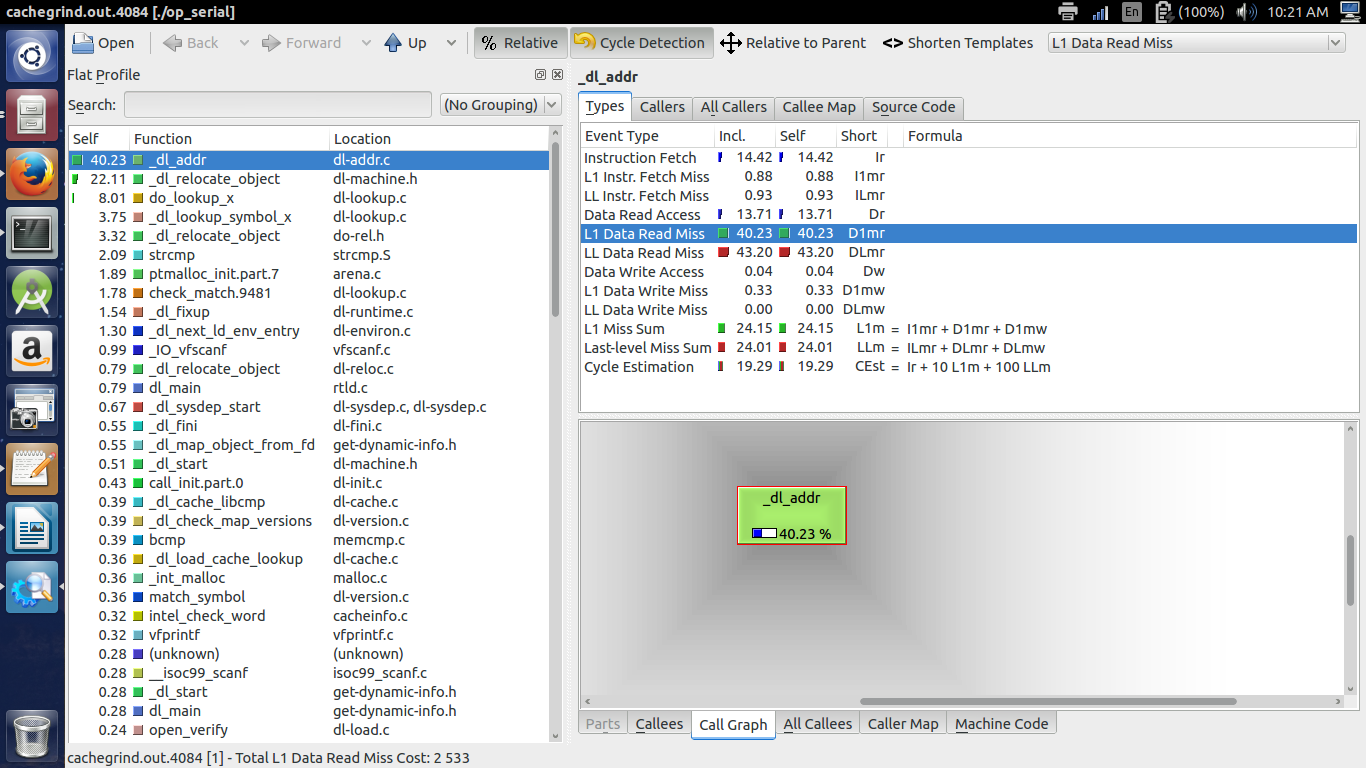 cachegrind.out.4084 [./op_serial]
En (100%) 10:21 AM
Open Back Forward Up % Relative Cycle Detection Relative to Parent <> Shorten Templates L1 Data Read Miss
Flat Profile
Search: (No Grouping)
Self Function Location
40.23 _dl_addr dl-addr.c
22.11 _dl_relocate_object dl-machine.h
8.01 do_lookup_x dl-lookup.c
3.75 _dl_lookup_symbol_x dl-lookup.c
3.32 _dl_relocate_object do-rel.h
2.09 strcmp strcmp.S
1.89 ptmalloc_init.part.7 arena.c
1.78 check_match.9481 dl-lookup.c
1.54 _dl_fixup dl-runtime.c
1.30 _dl_next_ld_env_entry dl-environ.c
0.99 _IO_vfscanf vfscanf.c
0.79 _dl_relocate_object dl-reloc.c
0.79 dl_main rtld.c
0.67 _dl_sysdep_start dl-sysdep.c, dl-sysdep.c
0.55 _dl_fini dl-fini.c
0.55 _dl_map_object_from_fd get-dynamic-info.h
0.51 _dl_start dl-machine.h
0.43 call_init.part.0 dl-init.c
0.39 _dl_cache_libcmp dl-cache.c
0.39 _dl_check_map_versions dl-version.c
0.39 bcmp memcmp.c
0.36 _dl_load_cache_lookup dl-cache.c
0.36 _int_malloc malloc.c
0.36 match_symbol dl-version.c
0.32 intel_check_word cacheinfo.c
0.32 vfprintf vfprintf.c
0.28 (unknown) (unknown)
0.28 __isoc99_scanf isoc99_scanf.c
0.28 _dl_start get-dynamic-info.h
0.28 dl_main get-dynamic-info.h
0.24 open_verify dl-load.c
_dl_addr
Types Callers All Callers Callee Map Source Code
Event Type Incl. Self Short Formula
Instruction Fetch 14.42 14.42 Ir
L1 Instr. Fetch Miss 0.88 0.88 I1mr
LL Instr. Fetch Miss 0.93 0.93 ILmr
Data Read Access 13.71 13.71 Dr
L1 Data Read Miss 40.23 40.23 D1mr
LL Data Read Miss 43.20 43.20 DLmr
Data Write Access 0.04 0.04 Dw
L1 Data Write Miss 0.33 0.33 D1mw
LL Data Write Miss 0.00 0.00 DLmw
L1 Miss Sum 24.15 24.15 L1m = I1mr + D1mr + D1mw
Last-level Miss Sum 24.01 24.01 LLm = ILmr + DLmr + DLmw
Cycle Estimation 19.29 19.29 CEst = Ir + 10 L1m + 100 LLm
_dl_addr
40.23 %
Parts Callees Call Graph All Callees Caller Map Machine Code
cachegrind.out.4084 [1] - Total L1 Data Read Miss Cost: 2 533